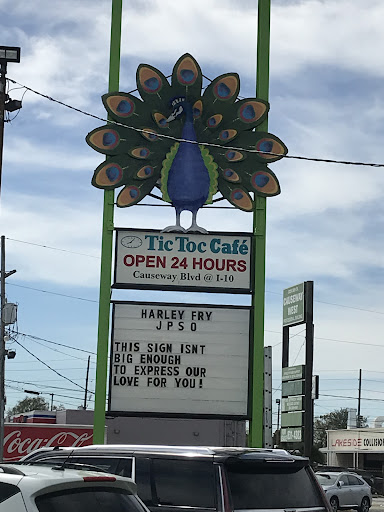 Tic Toc Café
OPEN 24 HOURS
Causeway Blvd @ I-10
HARLEY FRY
JPSO
THIS SIGN ISNT
BIG ENOUGH
TO EXPRESS OUR
LOVE FOR YOU!
CAUSEWAY
WEST
Coca-Cola
LAKESIDE COLLISION